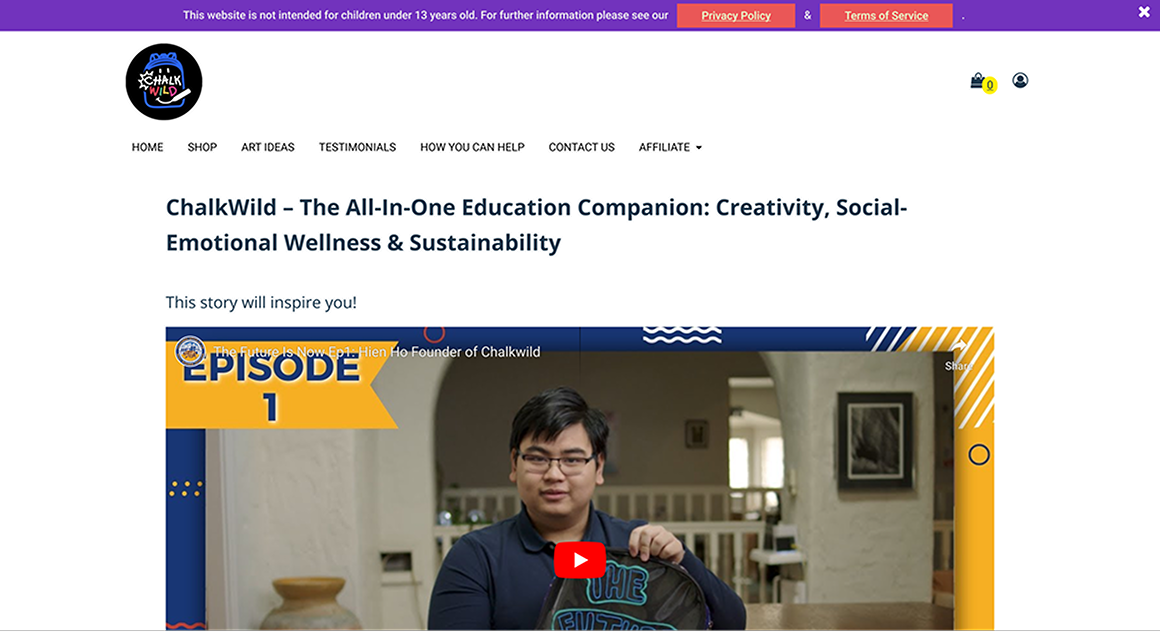 This website is not intended for children under 13 years old. For further information please see our Privacy Policy & Terms of Service .
CHALK
WILD
0
HOME SHOP ART IDEAS TESTIMONIALS HOW YOU CAN HELP CONTACT US AFFILIATE
ChalkWild – The All-In-One Education Companion: Creativity, Social-
Emotional Wellness & Sustainability
This story will inspire you!
The Future Is Now Ep1: Hien Ho Founder of Chalkwild
Share
EPISODE
1
THE
FUTURE